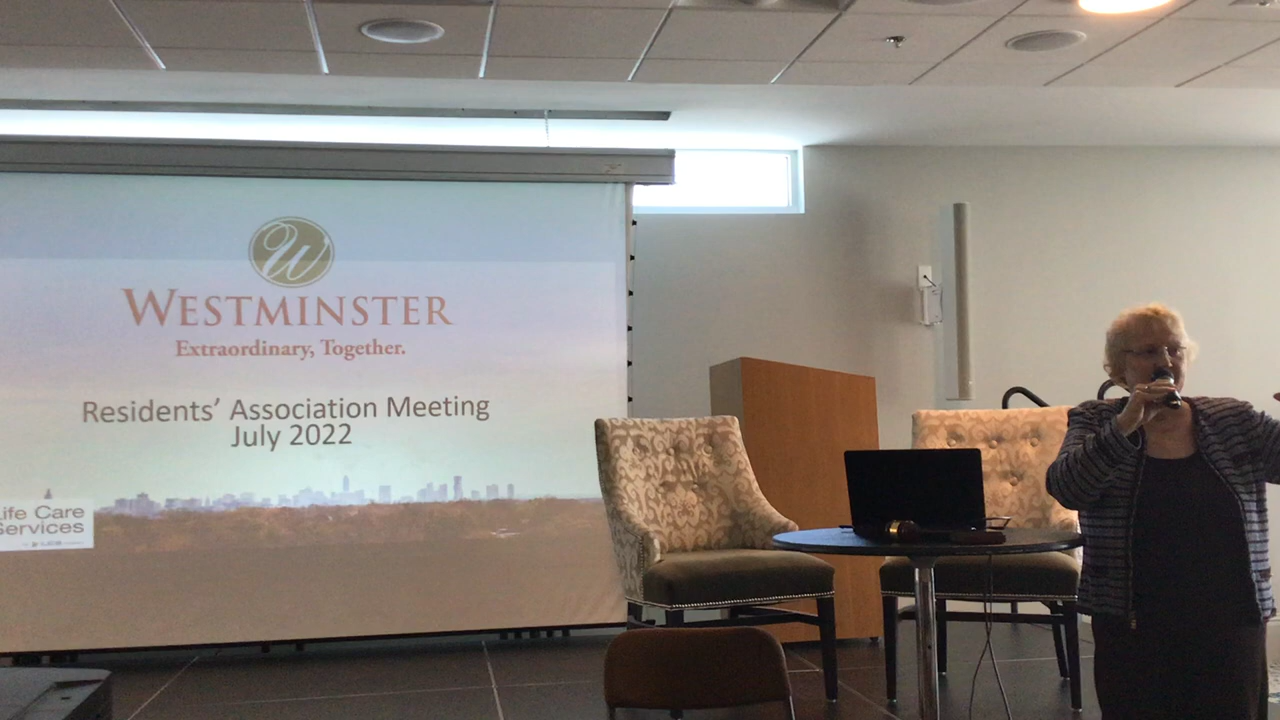 W
WESTMINSTER
Extraordinary, Together.
Residents’ Association Meeting
July 2022
Life Care
Services